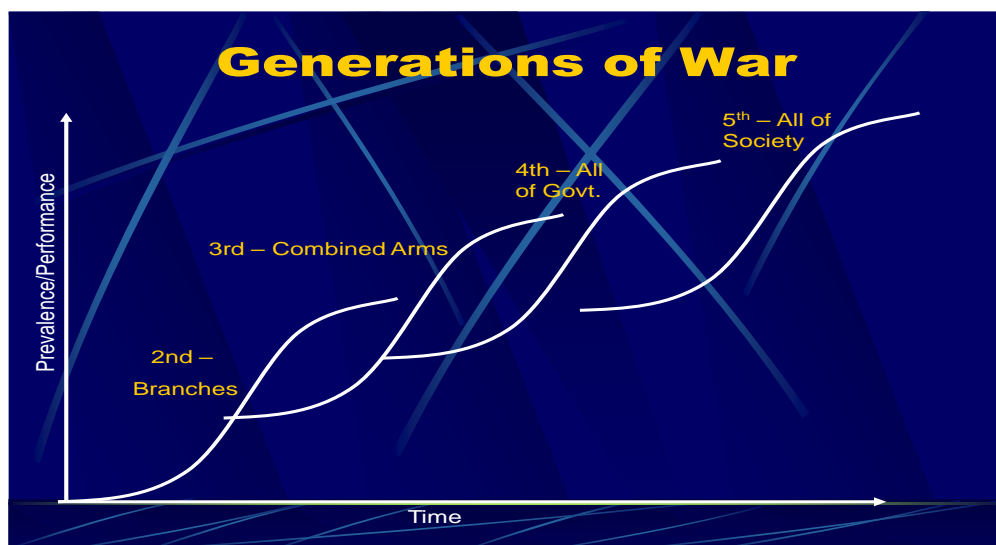 Generations of War
5th – All of
Society
4th – All
of Govt.
3rd – Combined Arms
2nd –
Branches
Prevalence/Performance
Time